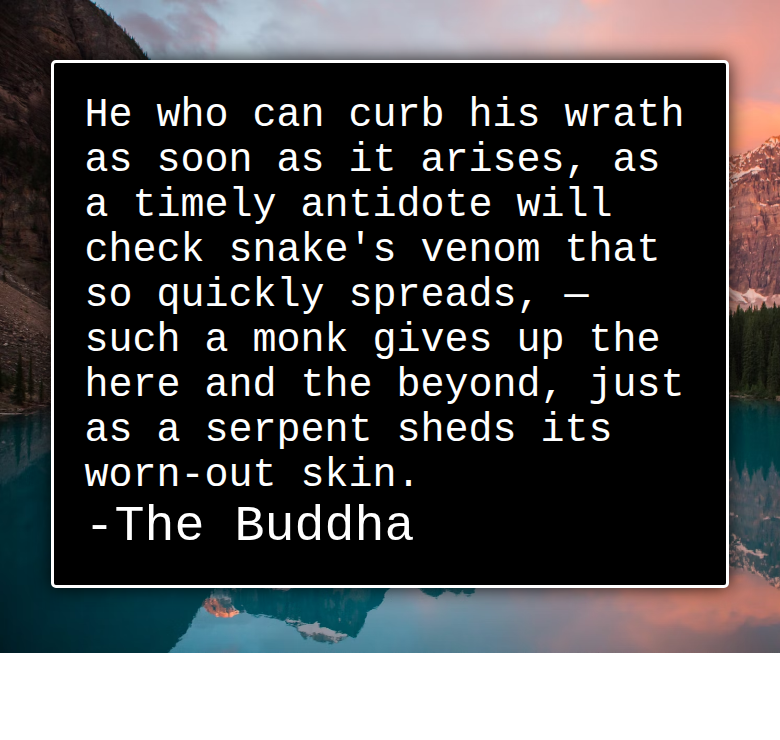 He who can curb his wrath
as soon as it arises, as
a timely antidote will
check snake's venom that
so quickly spreads, —
such a monk gives up the
here and the beyond, just
as a serpent sheds its
worn-out skin.
-The Buddha